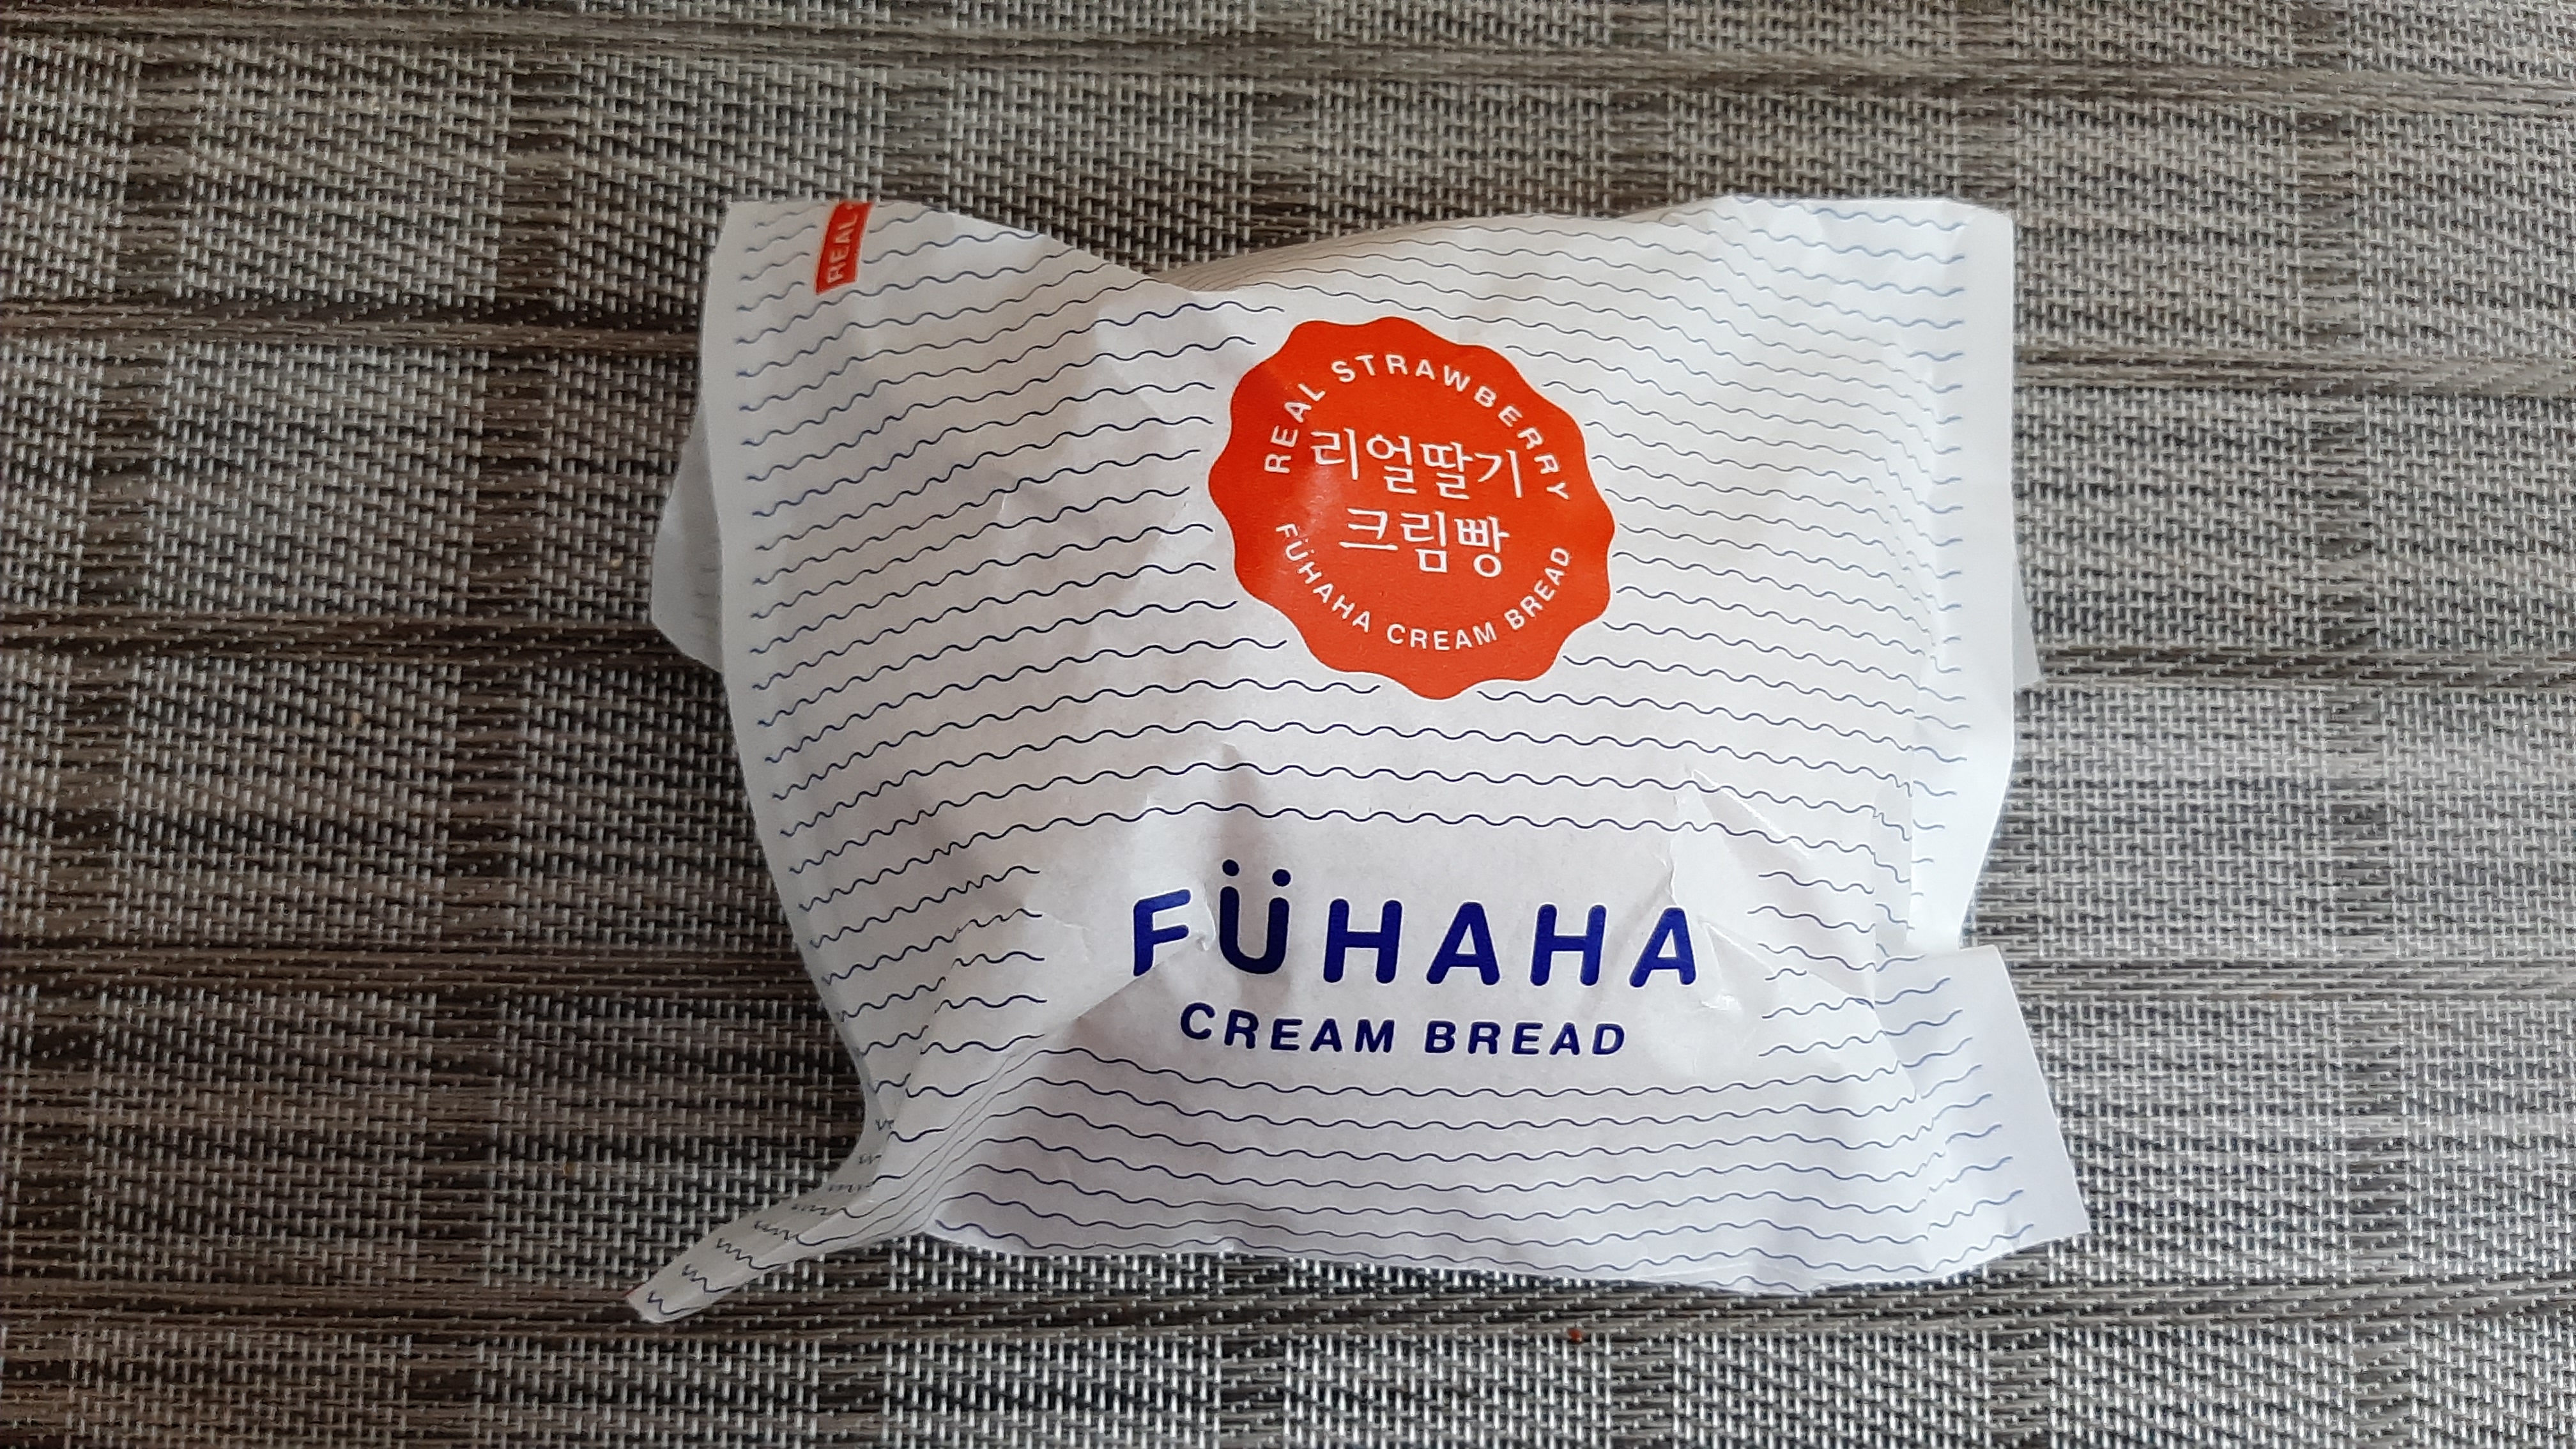 REAL
REAL STRAWBERRY
리얼딸기
크림빵
FÜHAHA CREAM BREAD
FÜHAHA
CREAM BREAD